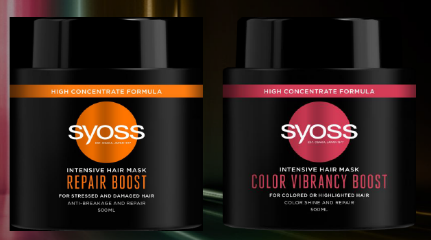 HIGH CONCENTRATE FORMULA
syoss
INTENSIVE HAIR MASK
REPAIR BOOST
FOR STRESSED AND DAMAGED HAIR
ANTI-BREAKAGE AND REPAIR
500ML
HIGH CONCENTRATE FORMULA
syoss
INTENSIVE HAIR MASK
COLOR VIBRANCY BOOST
FOR COLORED OR HIGHLIGHTED HAIR
COLOR SHINE AND REPAIR
500ML